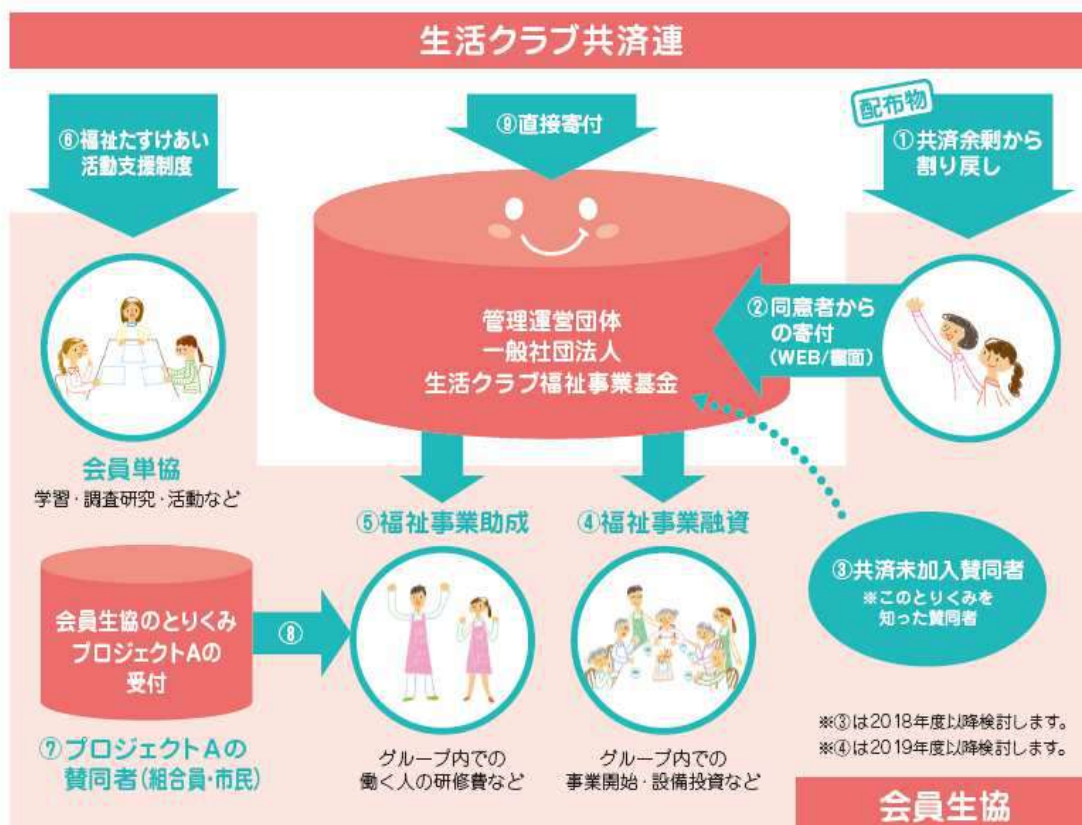 生活クラブ共済連
⑥福祉たすけあい
活動支援制度
⑨直接寄付
配布物
①共済余剰から
割り戻し
管理運営団体
一般社団法人
生活クラブ福祉事業基金
②同意者から
の寄付
(WEB/書面)
会員単協
学習・調査研究・活動など
⑤福祉事業助成
④福祉事業融資
③共済未加入賛同者
※このとりくみを
知った賛同者
会員生協のとりくみ
プロジェクトAの
受付
⑧
⑦プロジェクトAの
賛同者(組合員・市民)
グループ内での
働く人の研修費など
グループ内での
事業開始・設備投資など
※③は2018年度以降検討します。
※④は2019年度以降検討します。
会員生協